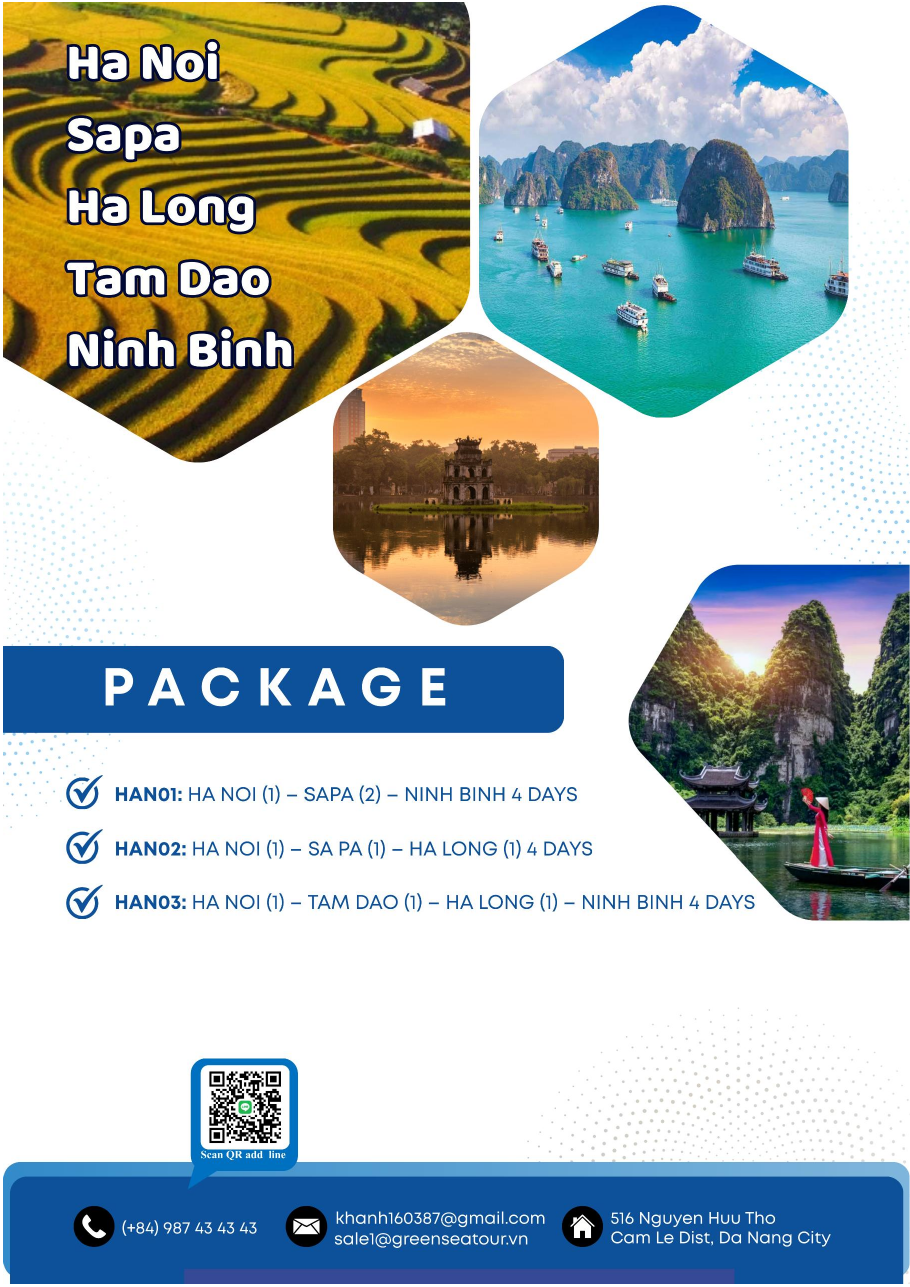 Ha Noi
Sapa
Ha Long
Tam Dao
Ninh Binh
PACKAGE
HAN01: HA NOI (1) – SAPA (2) – NINH BINH 4 DAYS
HAN02: HA NOI (1) – SA PA (1) – HA LONG (1) 4 DAYS
HAN03: HA NOI (1) – TAM DAO (1) – HA LONG (1) – NINH BINH 4 DAYS
Scan QR add line
(+84) 987 43 43 43
khanh160387@gmail.com
sale1@greenseatour.vn
516 Nguyen Huu Tho
Cam Le Dist, Da Nang City